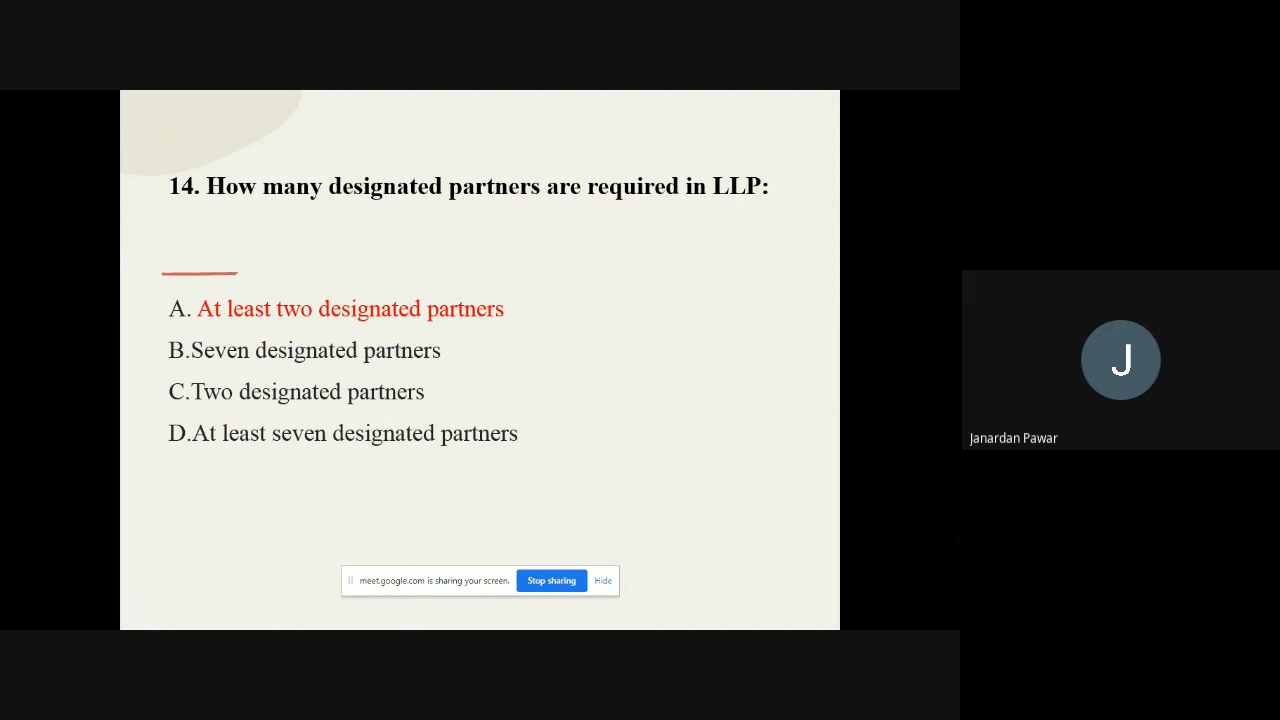 14. How many designated partners are required in LLP:
A. At least two designated partners
B.Seven designated partners
C.Two designated partners
D.At least seven designated partners
meet.google.com is sharing your screen. Stop sharing Hide
J
Janardan Pawar